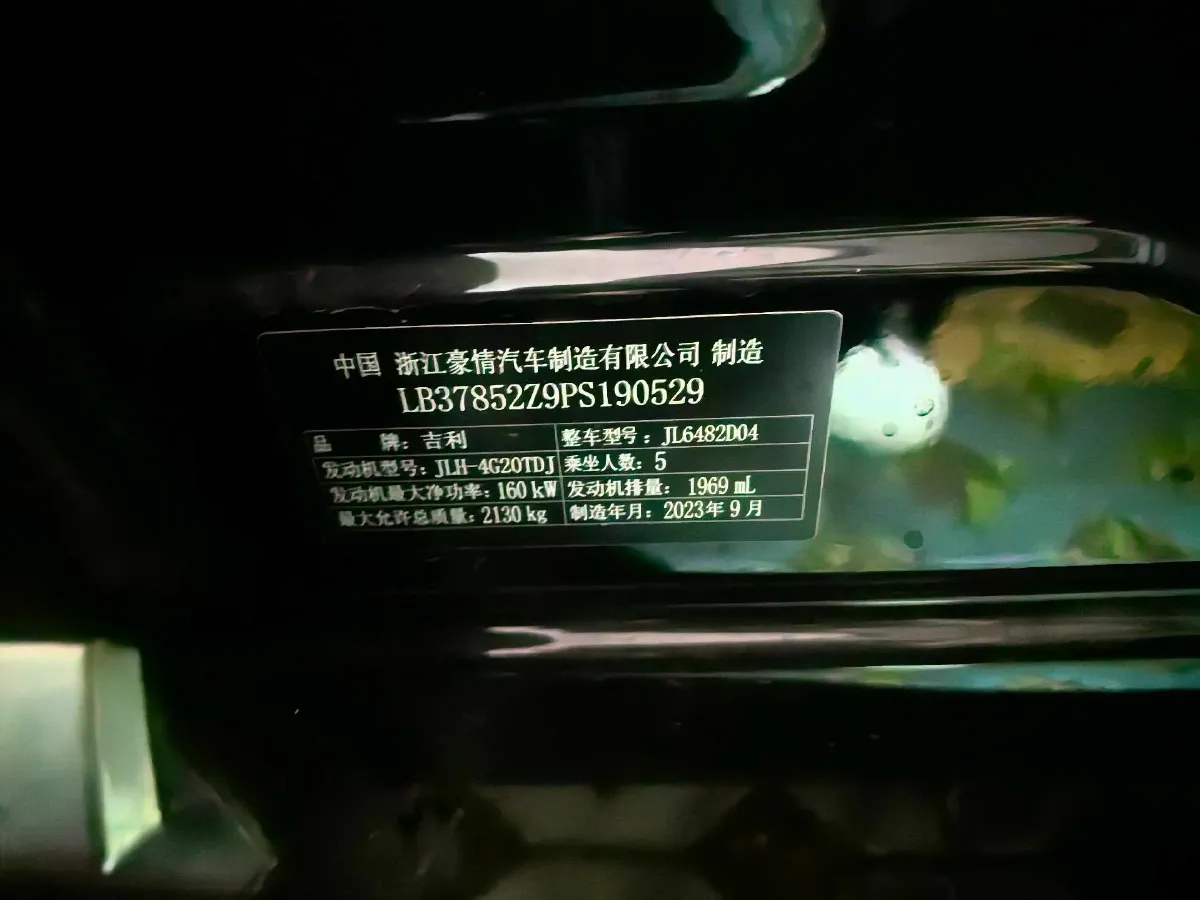 中国 浙江豪情汽车制造有限公司 制造
LB37852Z9PS190529
品 牌：吉利 整车型号：JL6482D04
发动机型号：JLH-4G20TDJ 乘坐人数：5
发动机最大净功率：160 kW 发动机排量：1969 mL
最大允许总质量：2130 kg 制造年月：2023年9月